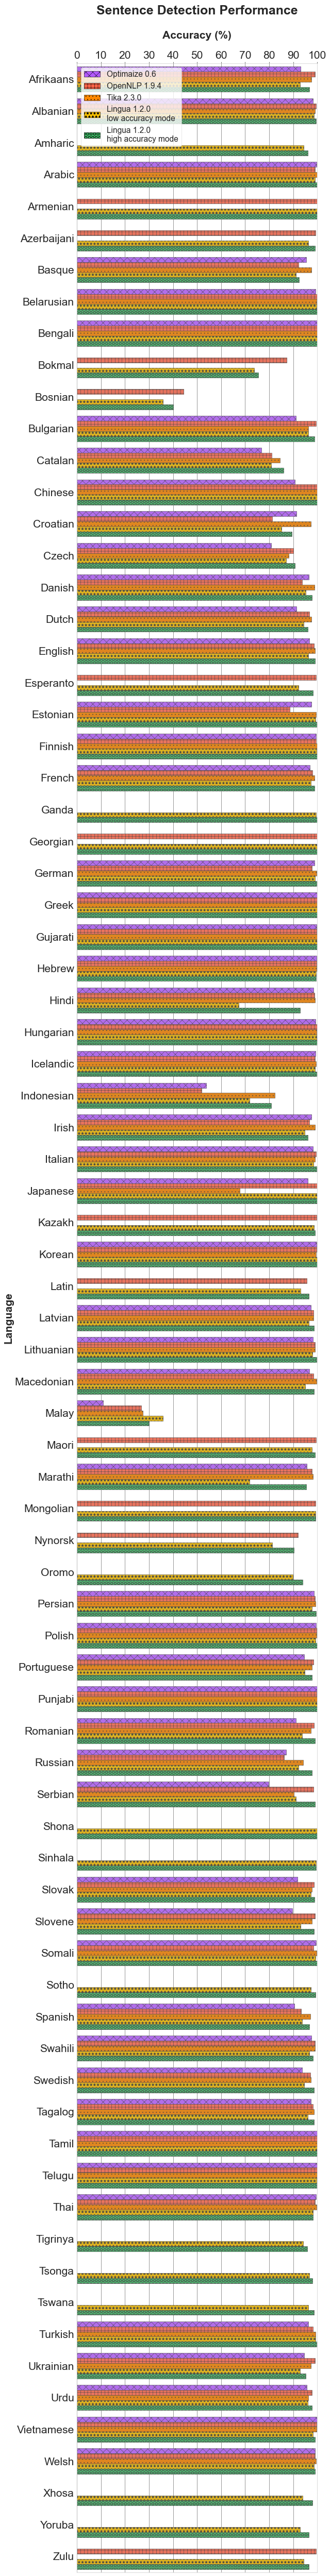 Sentence Detection Performance
Accuracy (%)
0 10 20 30 40 50 60 70 80 90 100
Optimaize 0.6
OpenNLP 1.9.4
Tika 2.3.0
Lingua 1.2.0
low accuracy mode
Lingua 1.2.0
high accuracy mode
Language
Afrikaans
Albanian
Amharic
Arabic
Armenian
Azerbaijani
Basque
Belarusian
Bengali
Bokmal
Bosnian
Bulgarian
Catalan
Chinese
Croatian
Czech
Danish
Dutch
English
Esperanto
Estonian
Finnish
French
Ganda
Georgian
German
Greek
Gujarati
Hebrew
Hindi
Hungarian
Icelandic
Indonesian
Irish
Italian
Japanese
Kazakh
Korean
Latin
Latvian
Lithuanian
Macedonian
Malay
Maori
Marathi
Mongolian
Nynorsk
Oromo
Persian
Polish
Portuguese
Punjabi
Romanian
Russian
Serbian
Shona
Sinhala
Slovak
Slovene
Somali
Sotho
Spanish
Swahili
Swedish
Tagalog
Tamil
Telugu
Thai
Tigrinya
Tsonga
Tswana
Turkish
Ukrainian
Urdu
Vietnamese
Welsh
Xhosa
Yoruba
Zulu